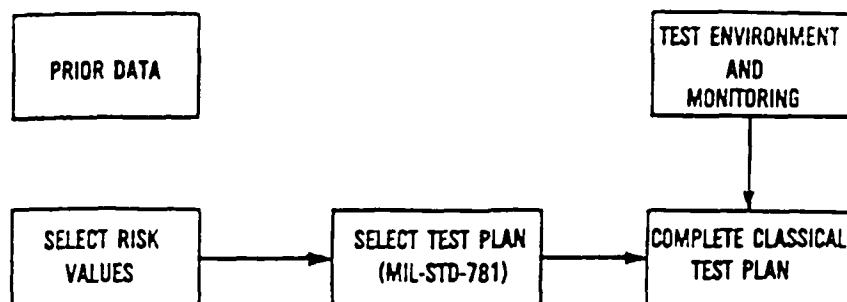 PRIOR DATA
TEST ENVIRONMENT
AND
MONITORING
SELECT RISK
VALUES
SELECT TEST PLAN
(MIL-STD-781)
COMPLETE CLASSICAL
TEST PLAN